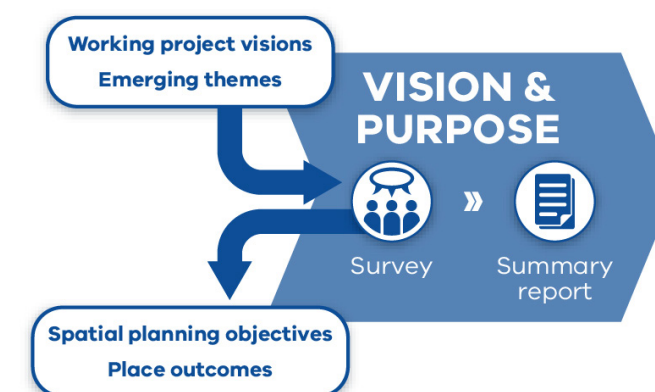 Working project visions
Emerging themes
VISION &
PURPOSE
Survey
Summary
report
Spatial planning objectives
Place outcomes